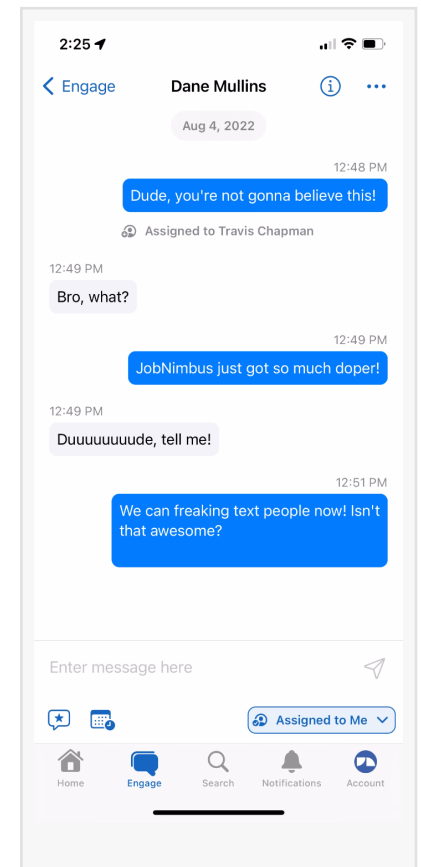 2:25
Engage
Dane Mullins
Aug 4, 2022
12:48 PM
Dude, you're not gonna believe this!
Assigned to Travis Chapman
12:49 PM
Bro, what?
12:49 PM
JobNimbus just got so much doper!
12:49 PM
Duuuuuuude, tell me!
12:51 PM
We can freaking text people now! Isn't
that awesome?
Enter message here
Assigned to Me
Home
Engage
Search
Notifications
Account